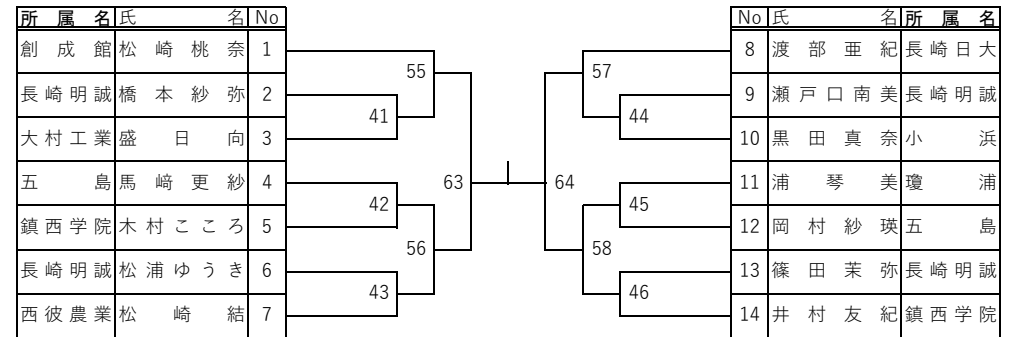 所属名 氏名 No No 氏名 所属名
創成館 松崎桃奈 1 8 渡部亜紀 長崎日大
55 57
長崎明誠 橋本紗弥 2 9 瀬戸口南美 長崎明誠
41 44
大村工業 盛日向 3 10 黒田真奈 小浜
五島 馬﨑更紗 4 63 64 11 浦琴美 瓊浦
42 45
鎮西学院 木村こころ 5 12 岡村紗瑛 五島
56 58
長崎明誠 松浦ゆうき 6 13 篠田茉弥 長崎明誠
43 46
西彼農業 松崎結 7 14 井村友紀 鎮西学院